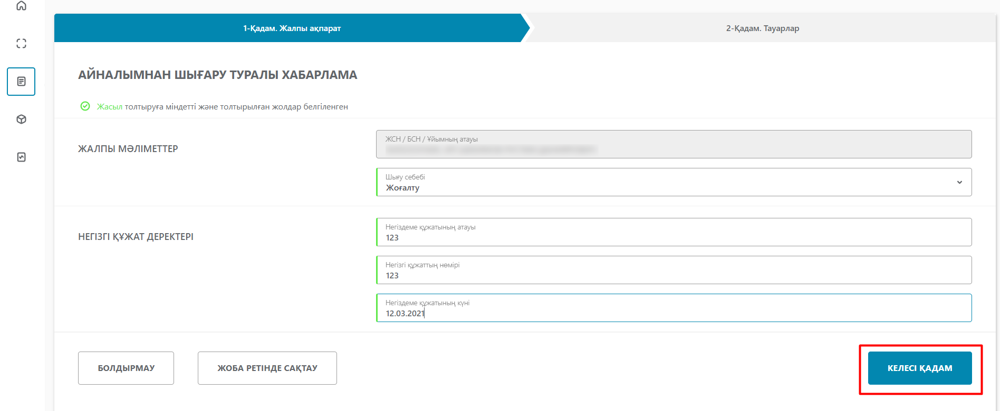 1-Қадам. Жалпы ақпарат
2-Қадам. Тауарлар
АЙНАЛЫМНАН ШЫҒАРУ ТУРАЛЫ ХАБАРЛАМА
Жасыл толтыруға міндетті және толтырылған жолдар белгіленген
ЖАЛПЫ МӘЛІМЕТТЕР
ЖСН / БСН / Ұйымның атауы
Шығу себебі
Жоғалту
НЕГІЗГІ ҚҰЖАТ ДЕРЕКТЕРІ
Негіздеме құжатының атауы
123
Негізгі құжаттың нөмірі
123
Негіздеме құжатының күні
12.03.2021
БОЛДЫРМАУ
ЖОБА РЕТІНДЕ САҚТАУ
КЕЛЕСІ ҚАДАМ